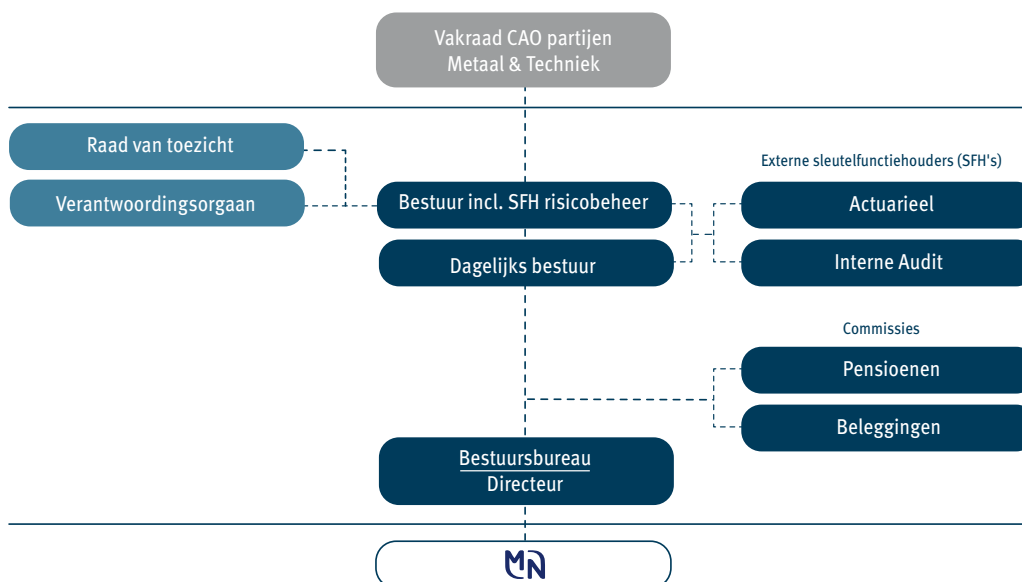 Vakraad CAO partijen
Metaal & Techniek
Raad van toezicht
Verantwoordingsorgaan
Bestuur incl. SFH risicobeheer
Dagelijks bestuur
Externe sleutelfunctiehouders (SFH's)
Actuarieel
Interne Audit
Commissies
Pensioenen
Beleggingen
Bestuursbureau
Directeur
MN